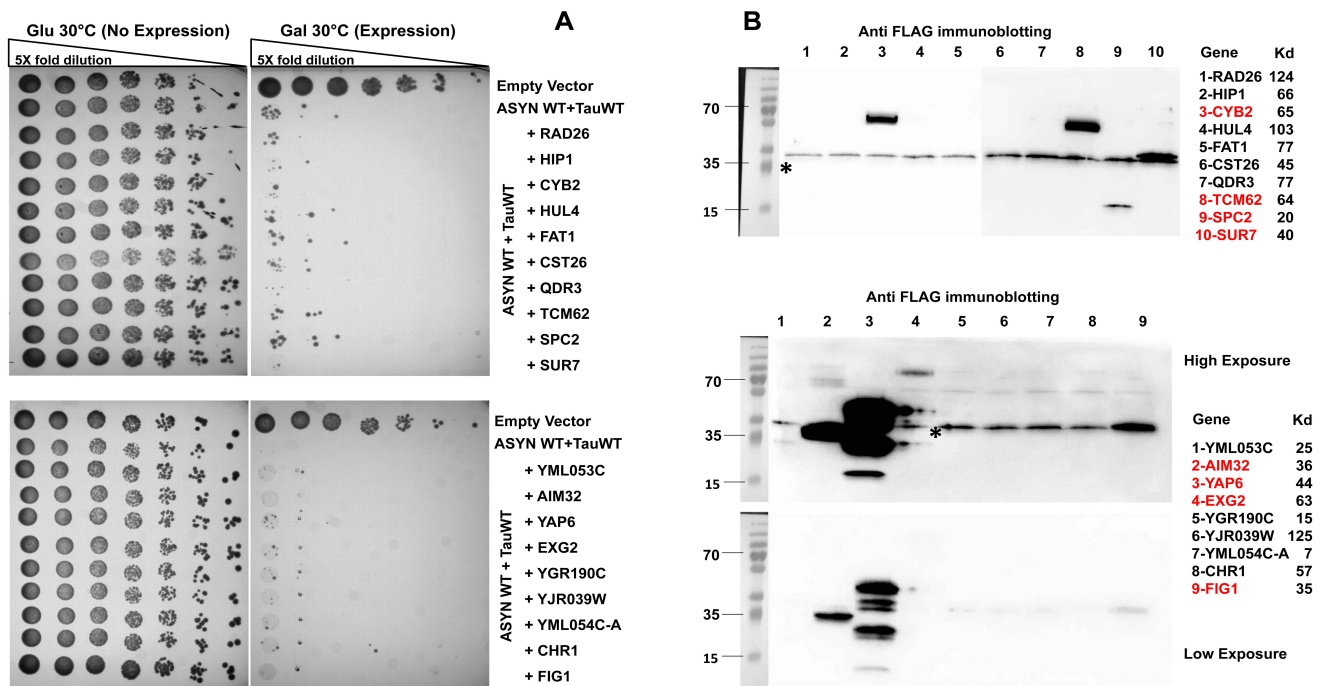 A
Glu 30°C (No Expression)
Gal 30°C (Expression)
5X fold dilution
5X fold dilution
Empty Vector
ASYN WT+TauWT
ASYN WT + TauWT
+ RAD26
+ HIP1
+ CYB2
+ HUL4
+ FAT1
+ CST26
+ QDR3
+ TCM62
+ SPC2
+ SUR7
Empty Vector
ASYN WT+TauWT
ASYN WT + TauWT
+ YML053C
+ AIM32
+ YAP6
+ EXG2
+ YGR190C
+ YJR039W
+ YML054C-A
+ CHR1
+ FIG1
B
Anti FLAG immunoblotting
1 2 3 4 5 6 7 8 9 10
70
35
15
*
Gene Kd
1-RAD26 124
2-HIP1 66
3-CYB2 65
4-HUL4 103
5-FAT1 77
6-CST26 45
7-QDR3 77
8-TCM62 64
9-SPC2 20
10-SUR7 40
Anti FLAG immunoblotting
1 2 3 4 5 6 7 8 9
70
35
15
*
High Exposure
70
35
15
Gene Kd
1-YML053C 25
2-AIM32 36
3-YAP6 44
4-EXG2 63
5-YGR190C 15
6-YJR039W 125
7-YML054C-A 7
8-CHR1 57
9-FIG1 35
Low Exposure